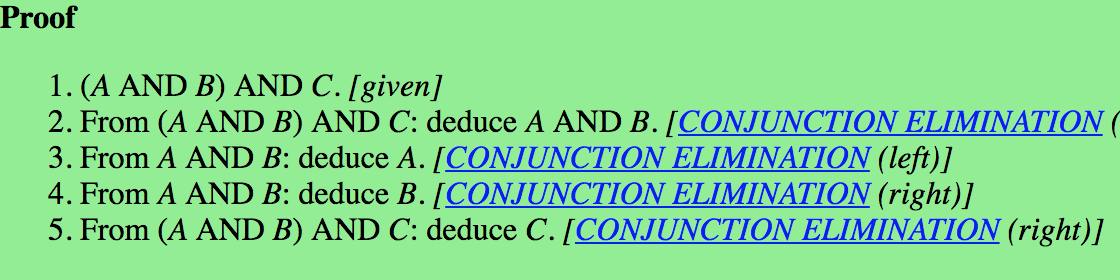 Proof
1. (A AND B) AND C. [given]
2. From (A AND B) AND C: deduce A AND B. [CONJUNCTION ELIMINATION (
3. From A AND B: deduce A. [CONJUNCTION ELIMINATION (left)]
4. From A AND B: deduce B. [CONJUNCTION ELIMINATION (right)]
5. From (A AND B) AND C: deduce C. [CONJUNCTION ELIMINATION (right)]